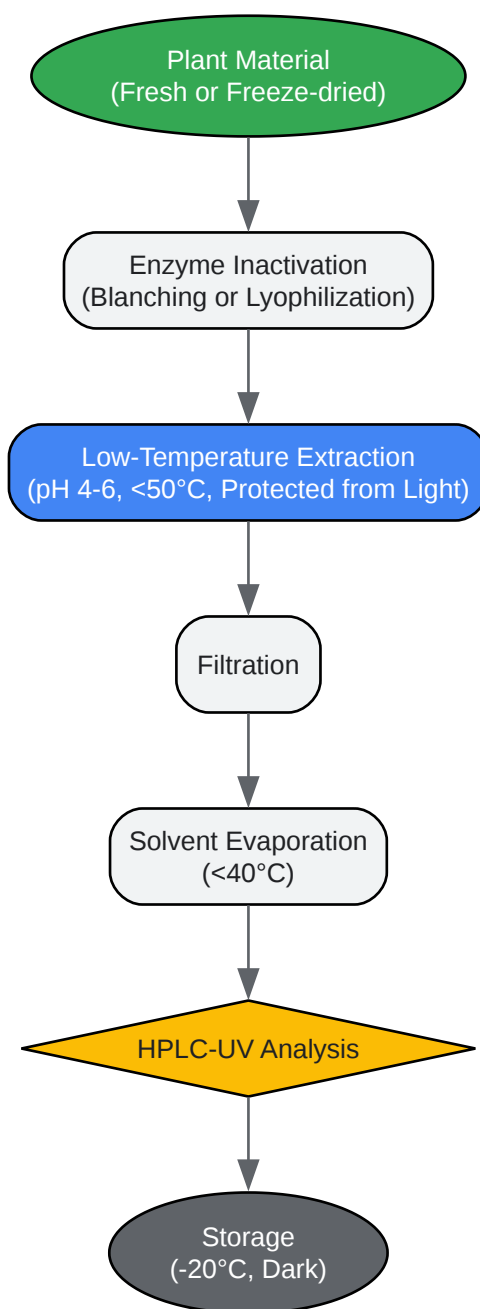 Plant Material
(Fresh or Freeze-dried)
Enzyme Inactivation
(Blanching or Lyophilization)
Low-Temperature Extraction
(pH 4-6, <50°C, Protected from Light)
Filtration
Solvent Evaporation
(<40°C)
HPLC-UV Analysis
Storage
(-20°C, Dark)